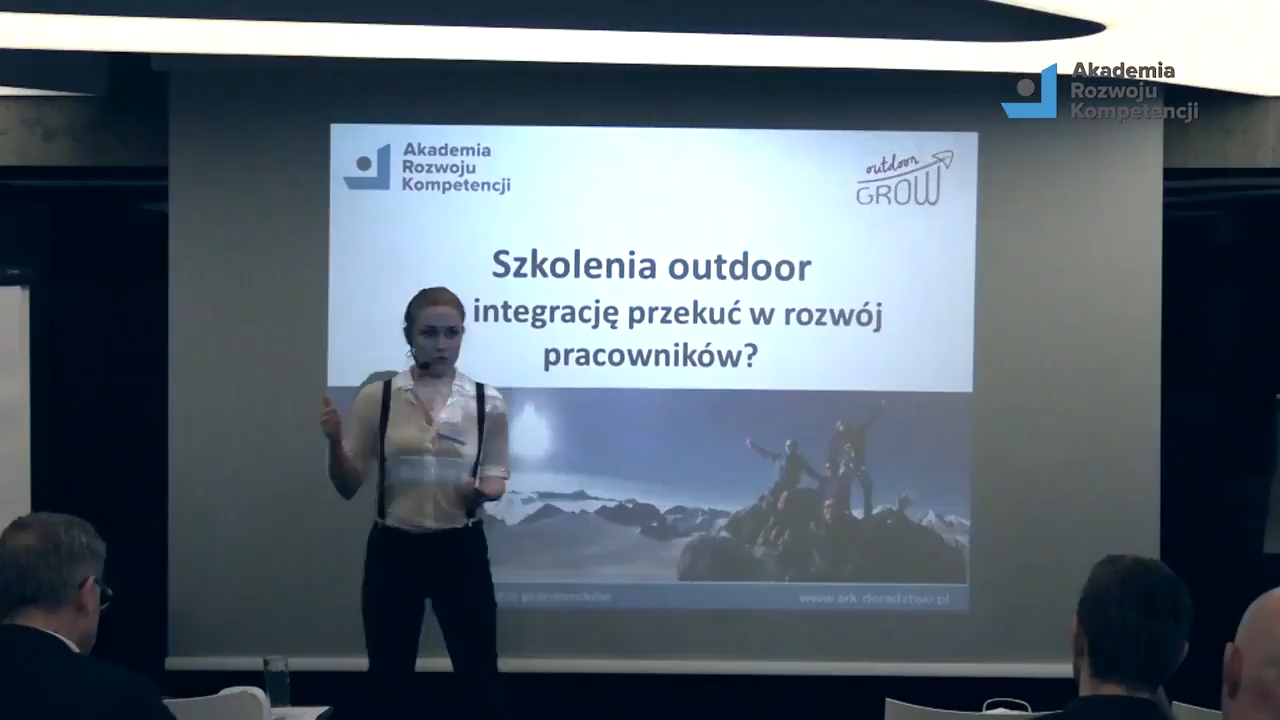 Akademia
Rozwoju
Kompetencji
Akademia
Rozwoju
Kompetencji
outdoor
GROW
Szkolenia outdoor
integrację przekuć w rozwój
pracowników?
www.ark-doradztwo.pl